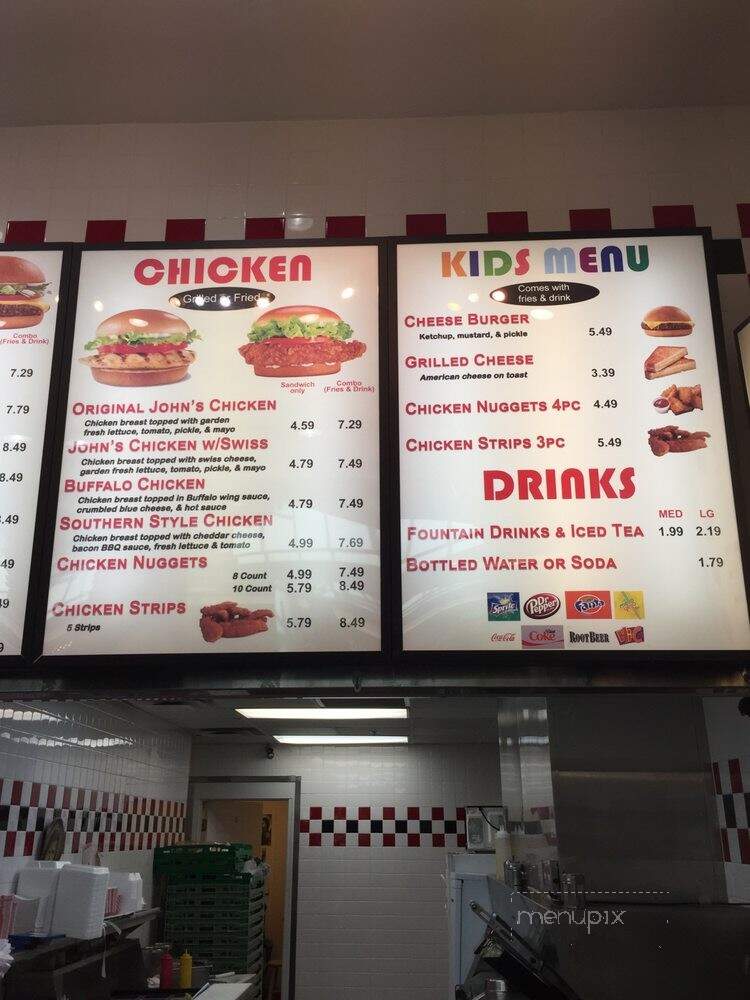 Combo
(Fries & Drink)
7.29
7.79
8.49
8.49
8.49
CHICKEN
Grilled or Fried
Sandwich only
Combo
(Fries & Drink)
ORIGINAL JOHN'S CHICKEN
Chicken breast topped with garden
fresh lettuce, tomato, pickle, & mayo
4.59 7.29
JOHN'S CHICKEN W/SWISS
Chicken breast topped with swiss cheese,
garden fresh lettuce, tomato, pickle, & mayo
4.79 7.49
BUFFALO CHICKEN
Chicken breast topped in Buffalo wing sauce,
crumbled blue cheese, & hot sauce
4.79 7.49
SOUTHERN STYLE CHICKEN
Chicken breast topped with cheddar cheese,
bacon BBQ sauce, fresh lettuce & tomato
4.99 7.69
CHICKEN NUGGETS
8 Count 4.99 7.49
10 Count 5.79 8.49
CHICKEN STRIPS
5 Strips 5.79 8.49
KIDS MENU
Comes with
fries & drink
CHEESE BURGER
Ketchup, mustard, & pickle 5.49
GRILLED CHEESE
American cheese on toast 3.39
CHICKEN NUGGETS 4PC 4.49
CHICKEN STRIPS 3PC 5.49
DRINKS
MED LG
FOUNTAIN DRINKS & ICED TEA 1.99 2.19
BOTTLED WATER OR SODA 1.79
Sprite Dr Pepper Fanta
Coca-Cola Diet Coke ROOT BEER
menupix